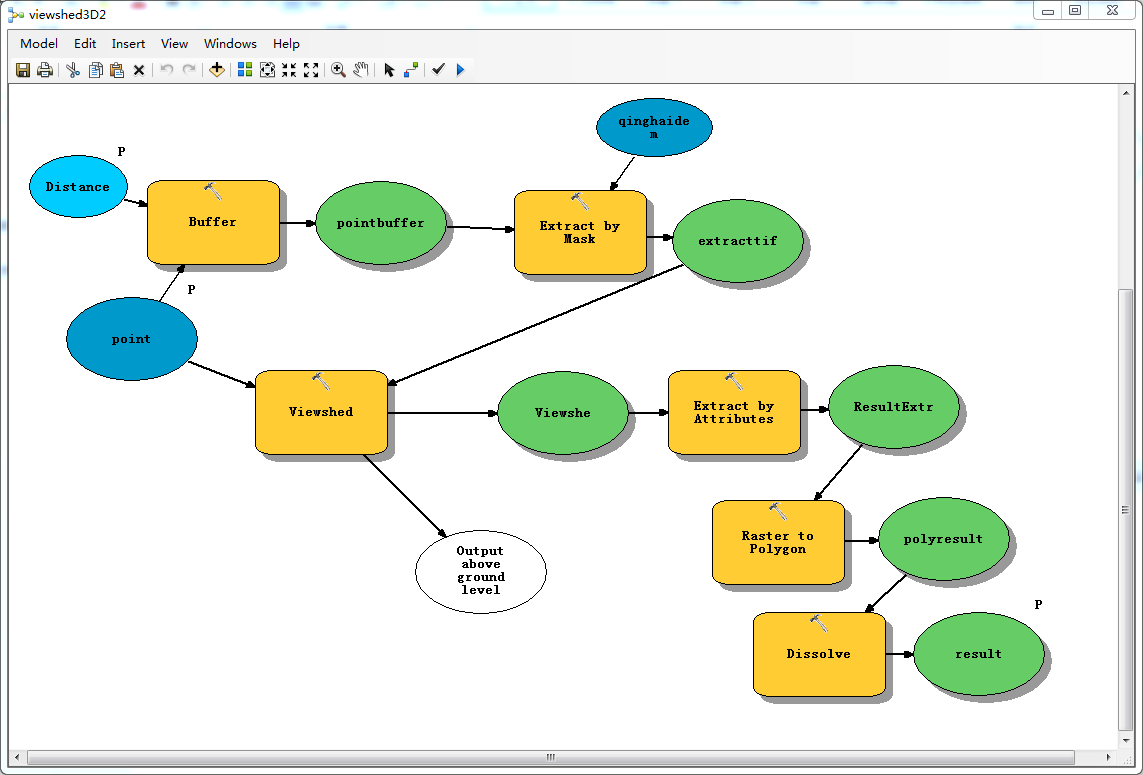 viewshed3D2
Model Edit Insert View Windows Help
qinghaide
m
P
Distance
Buffer
pointbuffer
Extract by
Mask
extracttif
P
point
Viewshed
Viewshe
Extract by
Attributes
ResultExtr
Output
above
ground
level
Raster to
Polygon
polyresult
P
Dissolve
result